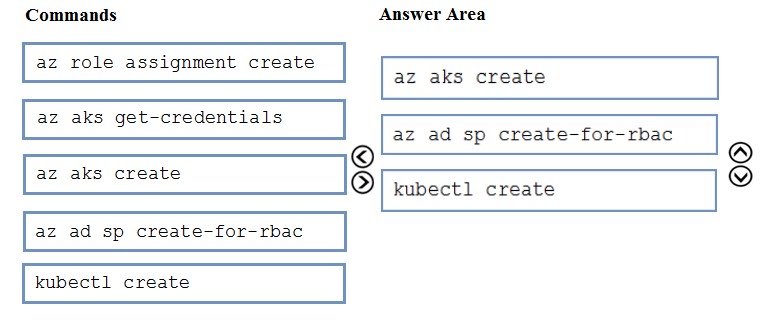 Commands
az role assignment create
az aks get-credentials
az aks create
az ad sp create-for-rbac
kubectl create
Answer Area
az aks create
az ad sp create-for-rbac
kubectl create